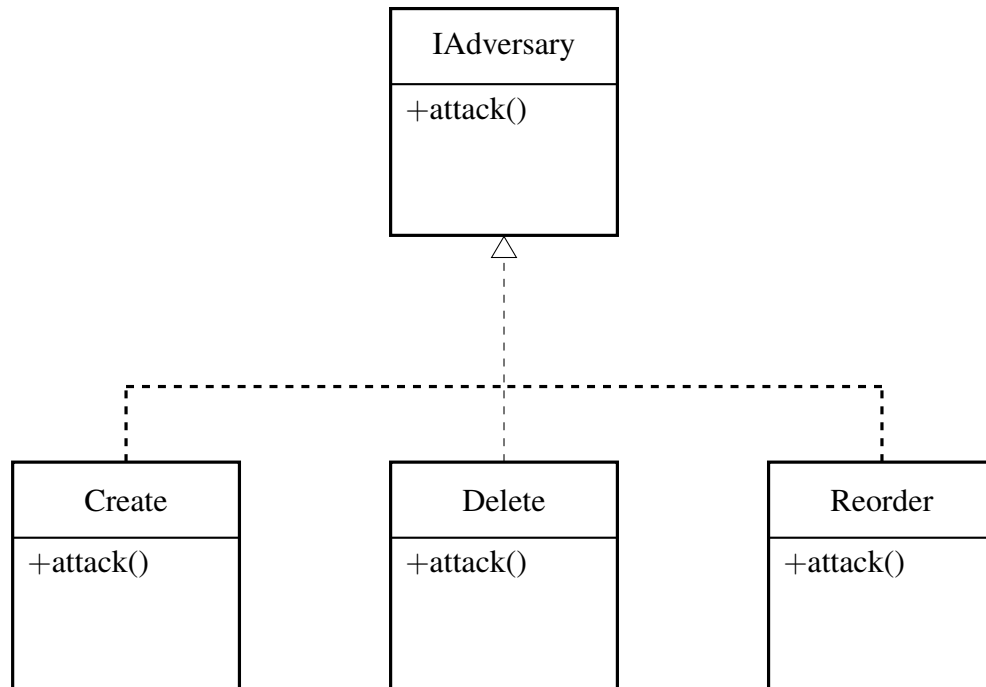 IAdversary
+attack()
Create
Delete
Reorder
+attack()
+attack()
+attack()